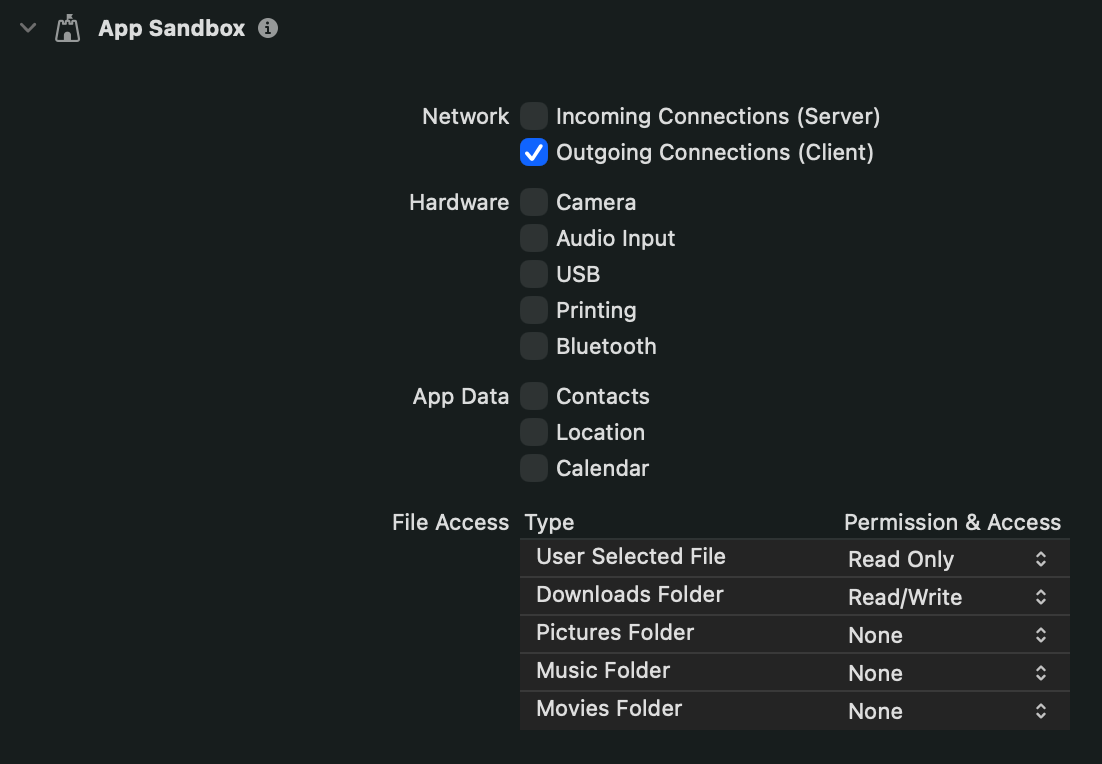 App Sandbox
Network Incoming Connections (Server)
Outgoing Connections (Client)
Hardware Camera
Audio Input
USB
Printing
Bluetooth
App Data Contacts
Location
Calendar
File Access Type Permission & Access
User Selected File Read Only
Downloads Folder Read/Write
Pictures Folder None
Music Folder None
Movies Folder None